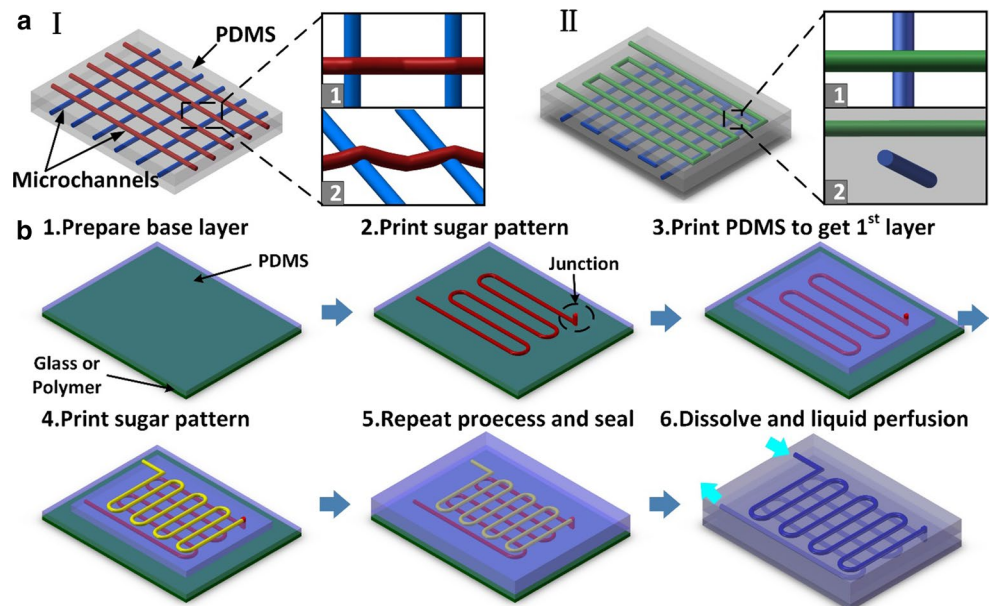 a I
PDMS
Microchannels
1
2
II
1
2
b 1.Prepare base layer
PDMS
Glass or
Polymer
2.Print sugar pattern
Junction
3.Print PDMS to get 1st layer
4.Print sugar pattern
5.Repeat proecess and seal
6.Dissolve and liquid perfusion